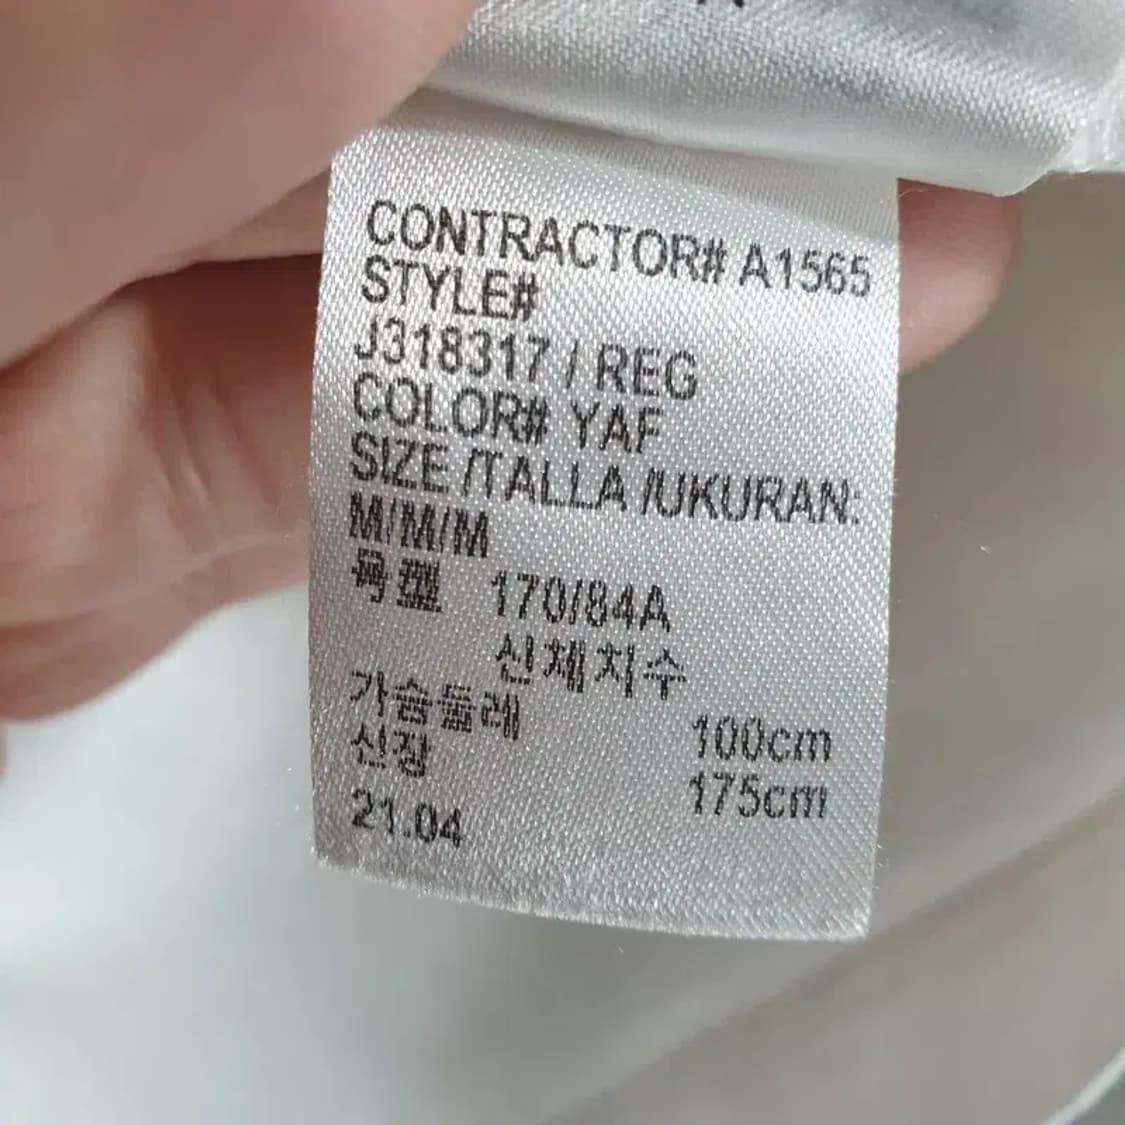 CONTRACTOR# A1565
STYLE#
J318317 / REG
COLOR# YAF
SIZE /TALLA /UKURAN:
M/M/M
号型 170/84A
신체치수
가슴둘레 100cm
신장 175cm
21.04